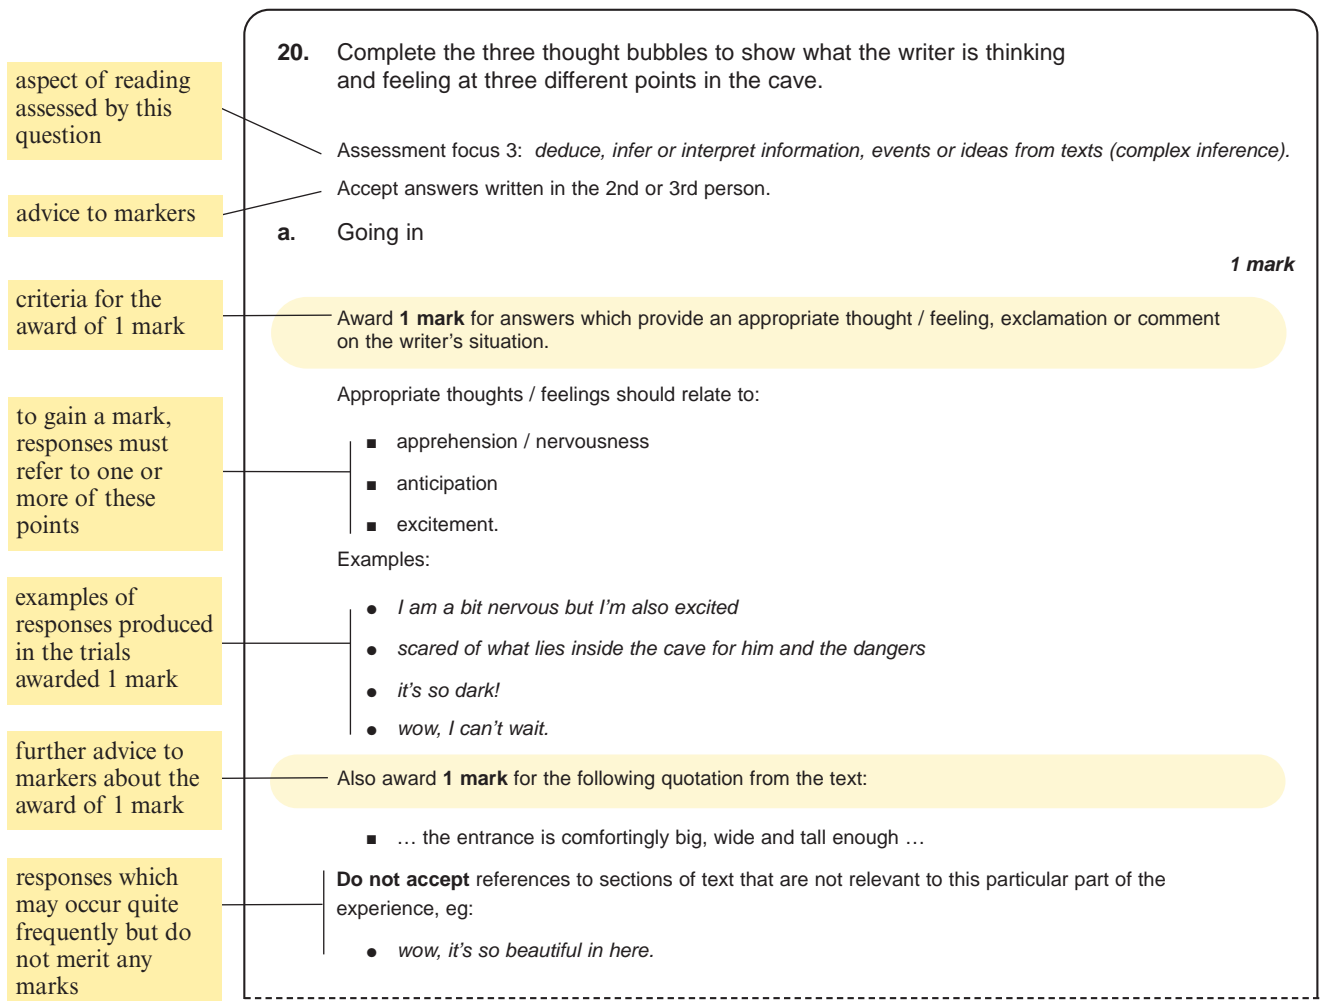 20. Complete the three thought bubbles to show what the writer is thinking
and feeling at three different points in the cave.
aspect of reading
assessed by this
question
Assessment focus 3: deduce, infer or interpret information, events or ideas from texts (complex inference).
advice to markers
Accept answers written in the 2nd or 3rd person.
a. Going in
1 mark
criteria for the
award of 1 mark
Award 1 mark for answers which provide an appropriate thought / feeling, exclamation or comment
on the writer's situation.
Appropriate thoughts / feelings should relate to:
to gain a mark,
responses must
refer to one or
more of these
points
■ apprehension / nervousness
■ anticipation
■ excitement.
Examples:
examples of
responses produced
in the trials
awarded 1 mark
● I am a bit nervous but I'm also excited
● scared of what lies inside the cave for him and the dangers
● it's so dark!
● wow, I can't wait.
further advice to
markers about the
award of 1 mark
Also award 1 mark for the following quotation from the text:
■ … the entrance is comfortingly big, wide and tall enough …
responses which
may occur quite
frequently but do
not merit any
marks
Do not accept references to sections of text that are not relevant to this particular part of the
experience, eg:
● wow, it's so beautiful in here.